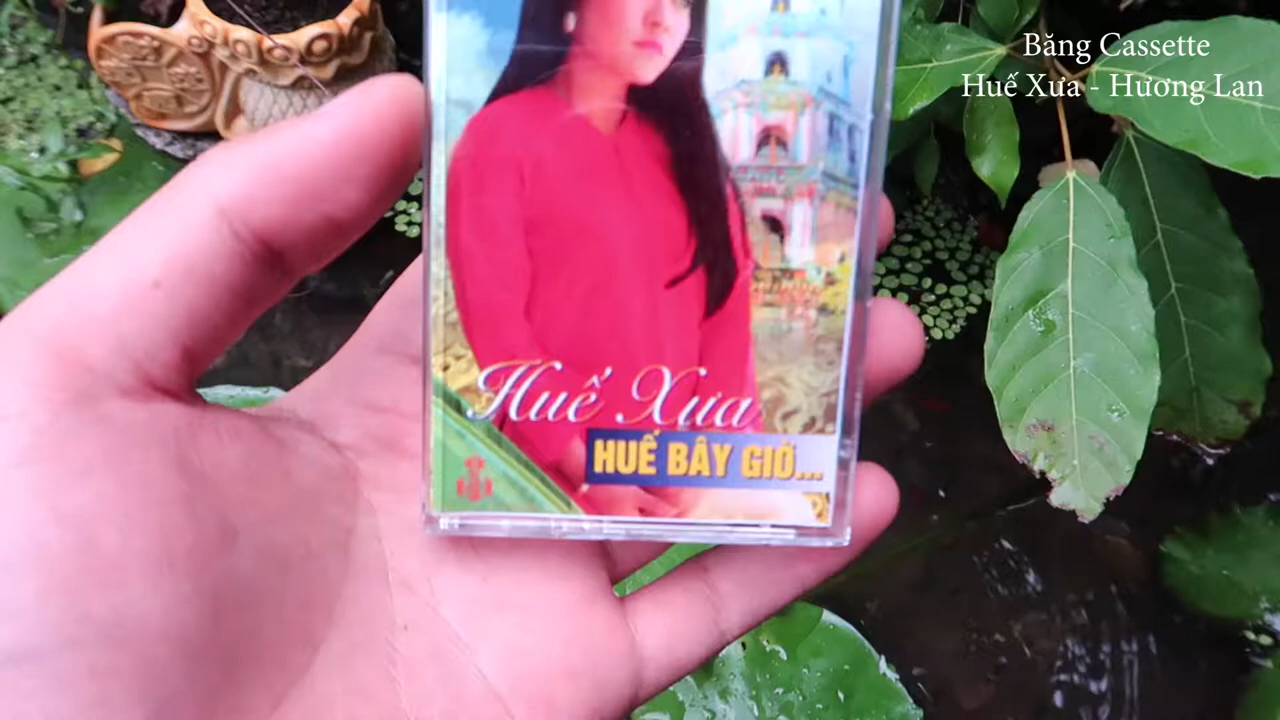 Băng Cassette
Huế Xưa - Hương Lan
Huế Xưa
HUẾ BÂY GIỜ...